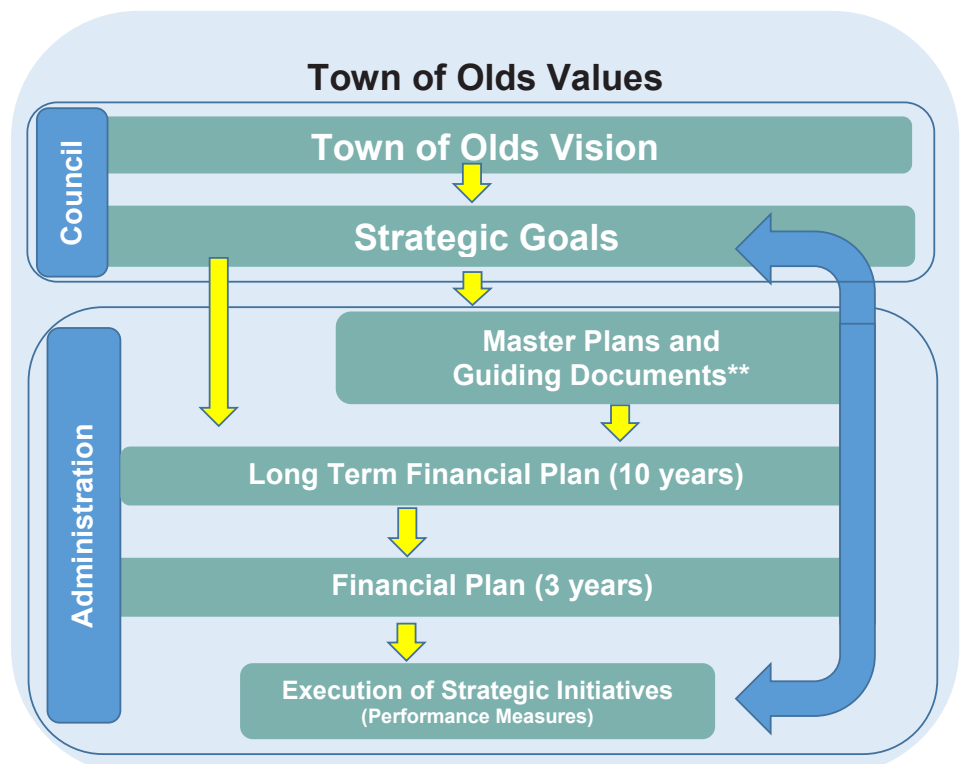 Town of Olds Values
Council
Town of Olds Vision
Strategic Goals
Administration
Master Plans and
Guiding Documents**
Long Term Financial Plan (10 years)
Financial Plan (3 years)
Execution of Strategic Initiatives
(Performance Measures)